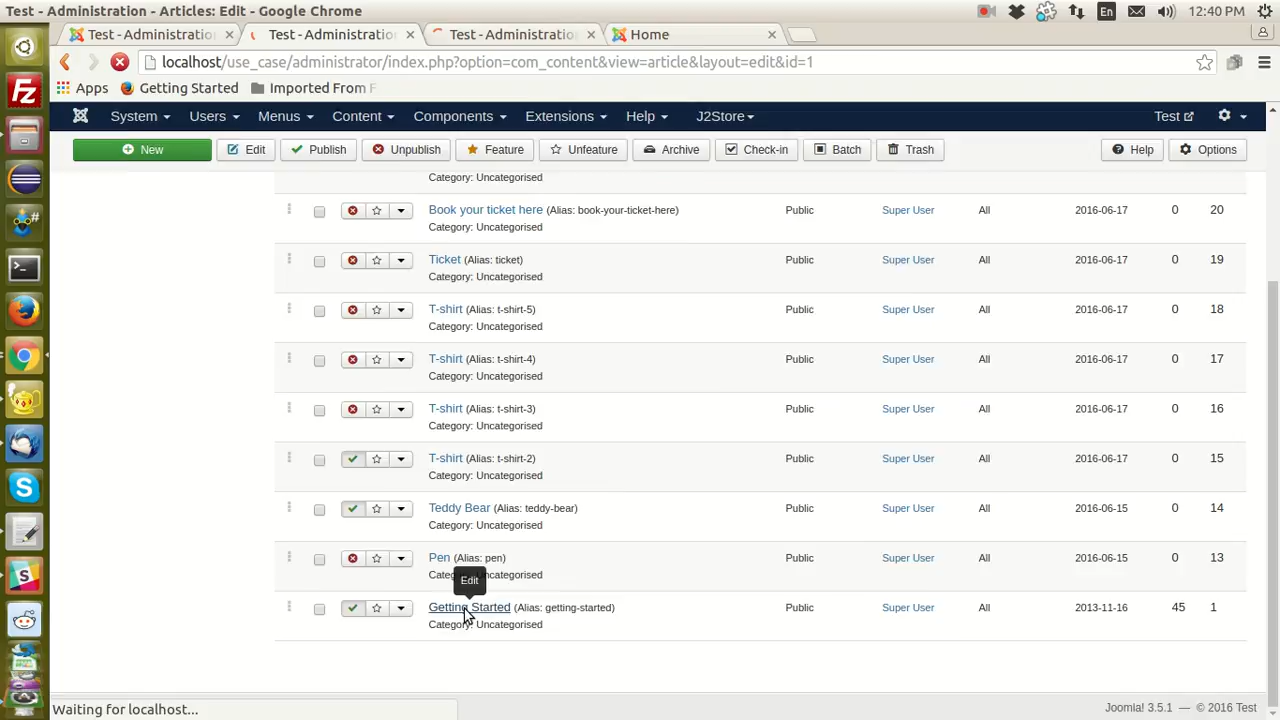 Test - Administration - Articles: Edit - Google Chrome
En
12:40 PM
Test - Administratio
Test - Administratio
Test - Administratio
Home
localhost/use_case/administrator/index.php?option=com_content&view=article&layout=edit&id=1
Apps
Getting Started
Imported From F
System
Users
Menus
Content
Components
Extensions
Help
J2Store
Test
New
Edit
Publish
Unpublish
Feature
Unfeature
Archive
Check-in
Batch
Trash
Help
Options
Category: Uncategorised
Book your ticket here (Alias: book-your-ticket-here) Public Super User All 2016-06-17 0 20
Category: Uncategorised
Ticket (Alias: ticket) Public Super User All 2016-06-17 0 19
Category: Uncategorised
T-shirt (Alias: t-shirt-5) Public Super User All 2016-06-17 0 18
Category: Uncategorised
T-shirt (Alias: t-shirt-4) Public Super User All 2016-06-17 0 17
Category: Uncategorised
T-shirt (Alias: t-shirt-3) Public Super User All 2016-06-17 0 16
Category: Uncategorised
T-shirt (Alias: t-shirt-2) Public Super User All 2016-06-17 0 15
Category: Uncategorised
Teddy Bear (Alias: teddy-bear) Public Super User All 2016-06-15 0 14
Category: Uncategorised
Pen (Alias: pen) Public Super User All 2016-06-15 0 13
Category: Uncategorised
Edit
Getting Started (Alias: getting-started) Public Super User All 2013-11-16 45 1
Category: Uncategorised
Waiting for localhost...
Joomla! 3.5.1 — © 2016 Test